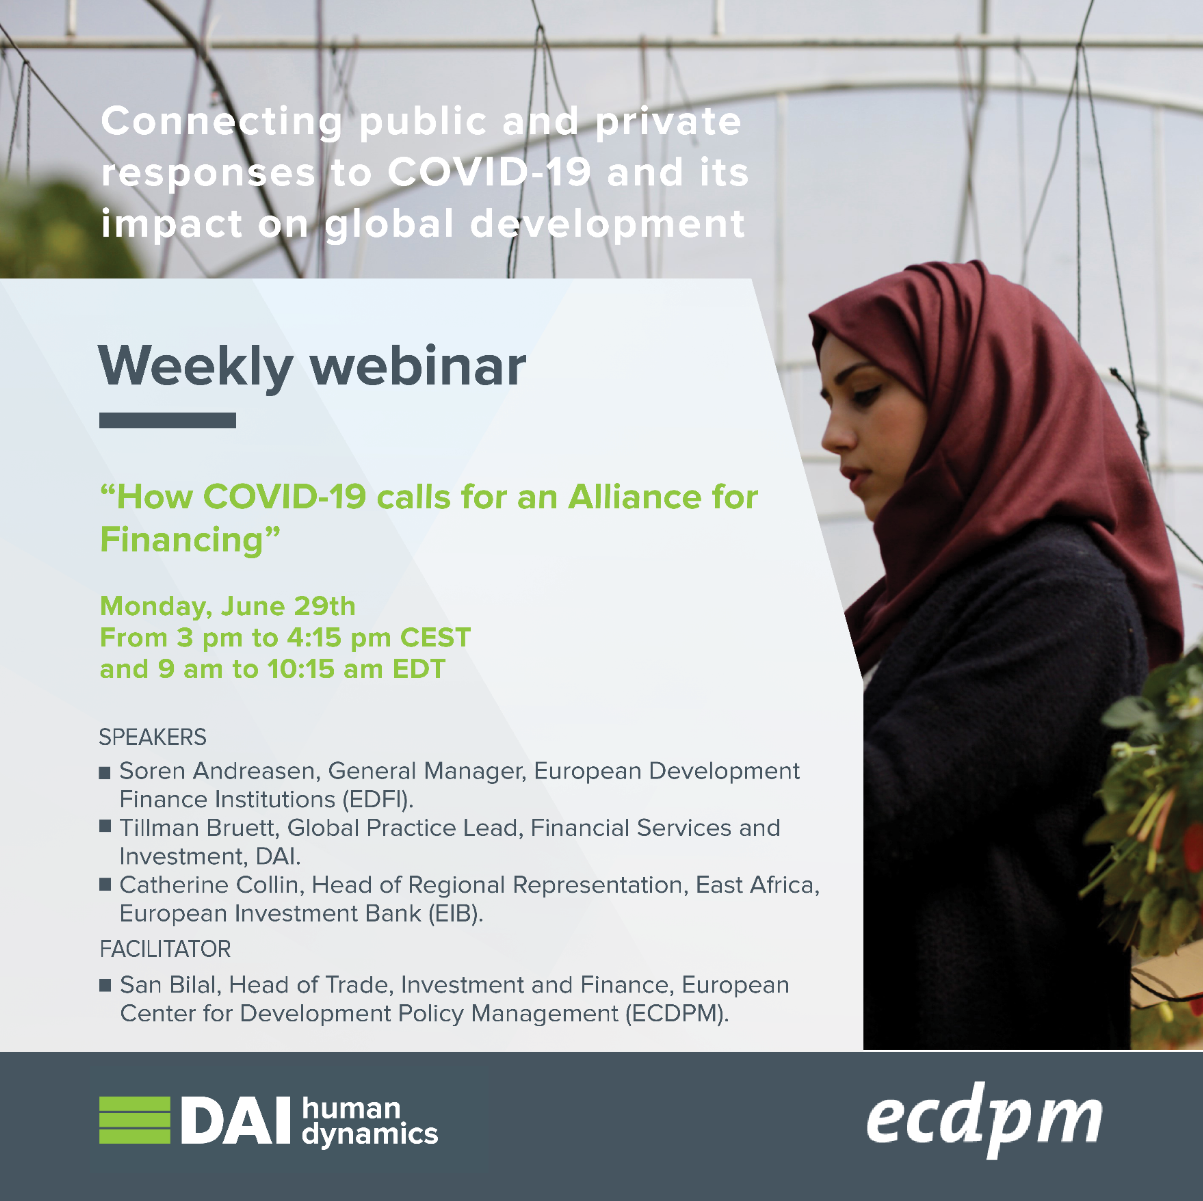 Connecting public and private
responses to COVID-19 and its
impact on global development
Weekly webinar
“How COVID-19 calls for an Alliance for
Financing”
Monday, June 29th
From 3 pm to 4:15 pm CEST
and 9 am to 10:15 am EDT
SPEAKERS
■ Soren Andreasen, General Manager, European Development
Finance Institutions (EDFI).
■ Tillman Bruett, Global Practice Lead, Financial Services and
Investment, DAI.
■ Catherine Collin, Head of Regional Representation, East Africa,
European Investment Bank (EIB).
FACILITATOR
■ San Bilal, Head of Trade, Investment and Finance, European
Center for Development Policy Management (ECDPM).
DAI human
dynamics
ecdpm